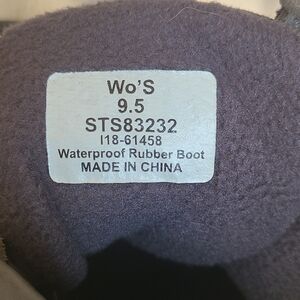 Wo'S
9.5
STS83232
I18-61458
Waterproof Rubber Boot
MADE IN CHINA